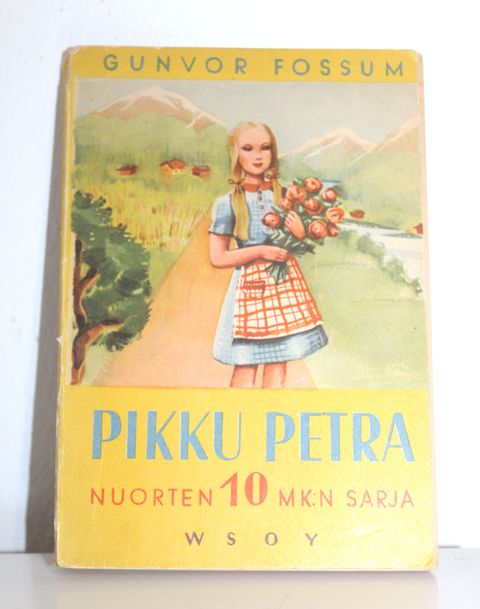 GUNVOR FOSSUM
PIKKU PETRA
NUORTEN 10 MK:N SARJA
WSOY